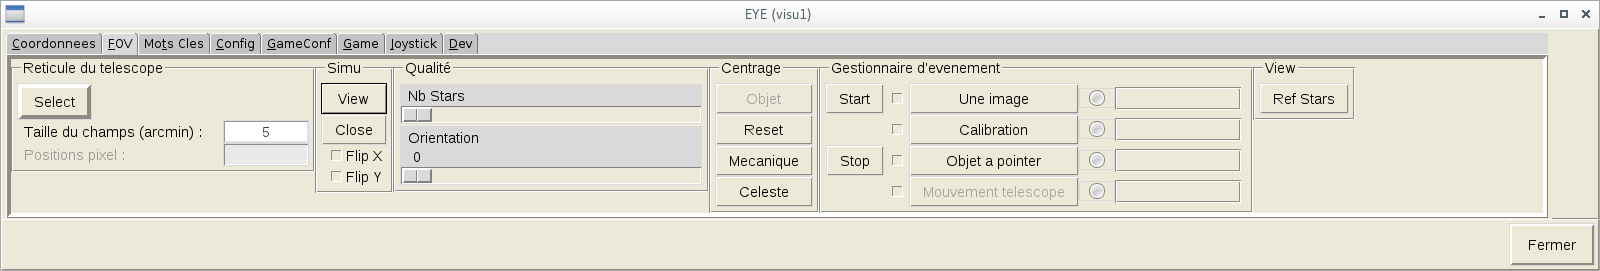 EYE (visu1)
Coordonnees FOV Mots Cles Config GameConf Game Joystick Dev
Reticule du telescope
Select
Taille du champs (arcmin) : 5
Positions pixel :
Simu
View
Close
Flip X
Flip Y
Qualité
Nb Stars
Orientation
0
Centrage
Objet
Reset
Mecanique
Celeste
Gestionnaire d'evenement
Start Une image
Calibration
Stop Objet a pointer
Mouvement telescope
View
Ref Stars
Fermer